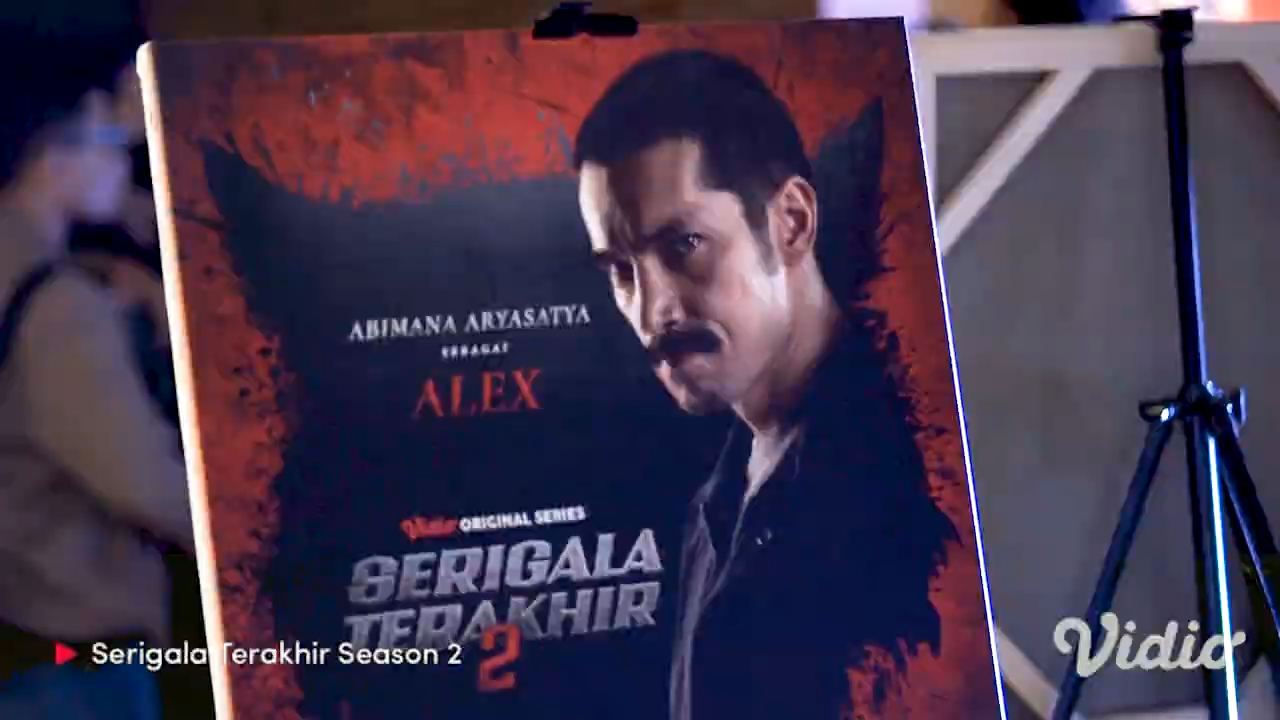 ABIMANA ARYASATYA
SEBAGAI
ALEX
Vidio ORIGINAL SERIES
SERIGALA
TERAKHIR
2
Serigala Terakhir Season 2
Vidio